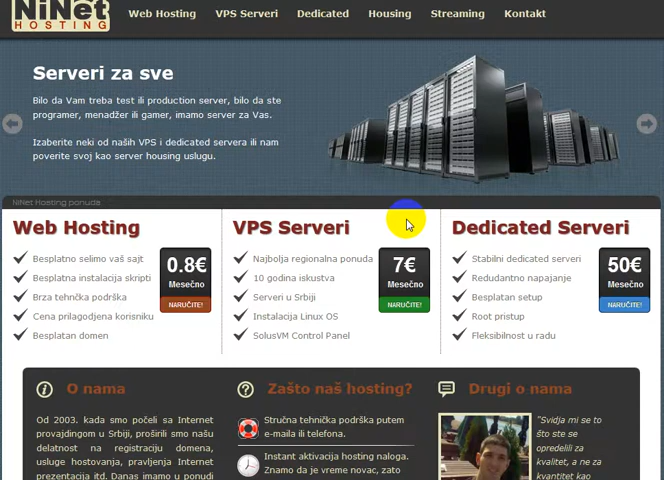 NiNet
HOSTING
Web Hosting
VPS Serveri
Dedicated
Housing
Streaming
Kontakt
Serveri za sve
Bilo da Vam treba test ili production server, bilo da ste
programer, menadžer ili gamer, imamo server za Vas.
Izaberite neki od naših VPS i dedicated servera ili nam
poverite svoj kao server housing uslugu.
NiNet Hosting ponuda
Web Hosting
Besplatno selimo vaš sajt
Besplatna instalacija skripti
Brza tehnčka podrška
Cena prilagodjena korisniku
Besplatan domen
0.8€
Mesečno
NARUČITE!
VPS Serveri
Najbolja regionalna ponuda
10 godina iskustva
Serveri u Srbiji
Instalacija Linux OS
SolusVM Control Panel
7€
Mesečno
NARUČITE!
Dedicated Serveri
Stabilni dedicated serveri
Redudantno napajanje
Besplatan setup
Root pristup
Fleksibilnost u radu
50€
Mesečno
NARUČITE!
O nama
Od 2003. kada smo počeli sa Internet
provajdingom u Srbiji, proširili smo našu
delatnost na registraciju domena,
usluge hostovanja, pravljenja Internet
prezentacija itd. Danas imamo u ponudi
Zašto naš hosting?
Stručna tehnička podrška putem
e-maila ili telefona.
Instant aktivacija hosting naloga.
Znamo da je vreme novac, zato
Drugi o nama
"Svidja mi se to
što ste se
opredelili za
kvalitet, a ne za
kvantitet kao